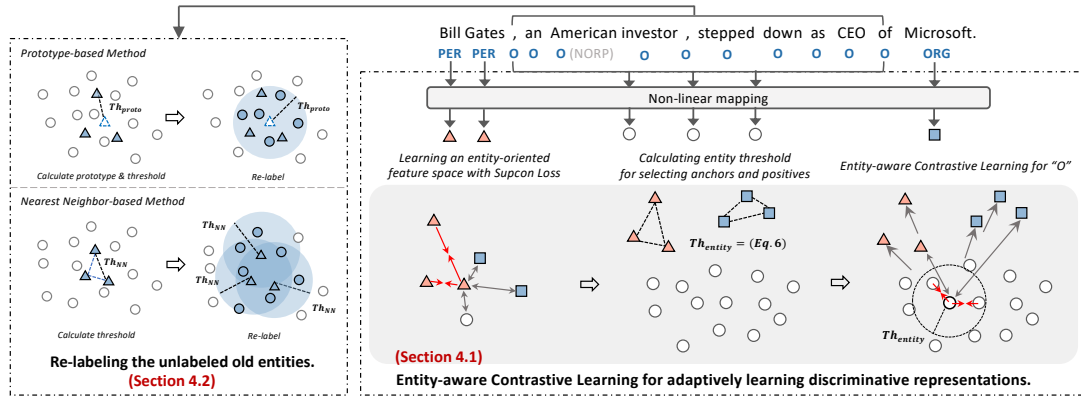 Bill Gates , an American investor , stepped down as CEO of Microsoft.
PER PER O O O (NORP) O O O O O O O ORG
Non-linear mapping
Prototype-based Method
Th_proto
Th_proto
Calculate prototype & threshold
Re-label
Nearest Neighbor-based Method
Th_NN
Th_NN
Th_NN
Th_NN
Calculate threshold
Re-label
Re-labeling the unlabeled old entities.
(Section 4.2)
Learning an entity-oriented
feature space with Supcon Loss
Calculating entity threshold
for selecting anchors and positives
Entity-aware Contrastive Learning for "O"
Th_entity = (Eq. 6)
Th_entity
(Section 4.1)
Entity-aware Contrastive Learning for adaptively learning discriminative representations.